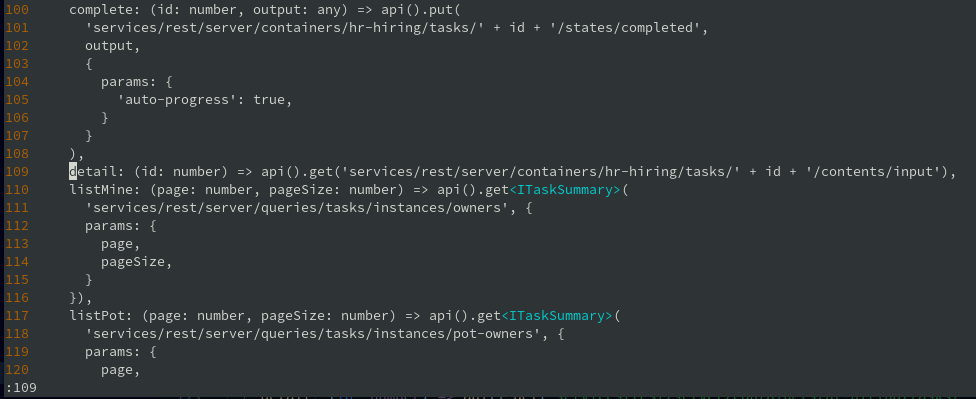 100     complete: (id: number, output: any) => api().put(
101       'services/rest/server/containers/hr-hiring/tasks/' + id + '/states/completed',
102       output,
103       {
104         params: {
105           'auto-progress': true,
106         }
107       }
108     ),
109     detail: (id: number) => api().get('services/rest/server/containers/hr-hiring/tasks/' + id + '/contents/input'),
110     listMine: (page: number, pageSize: number) => api().get<ITaskSummary>(
111       'services/rest/server/queries/tasks/instances/owners', {
112       params: {
113         page,
114         pageSize,
115       }
116     }),
117     listPot: (page: number, pageSize: number) => api().get<ITaskSummary>(
118       'services/rest/server/queries/tasks/instances/pot-owners', {
119       params: {
120         page,
:109